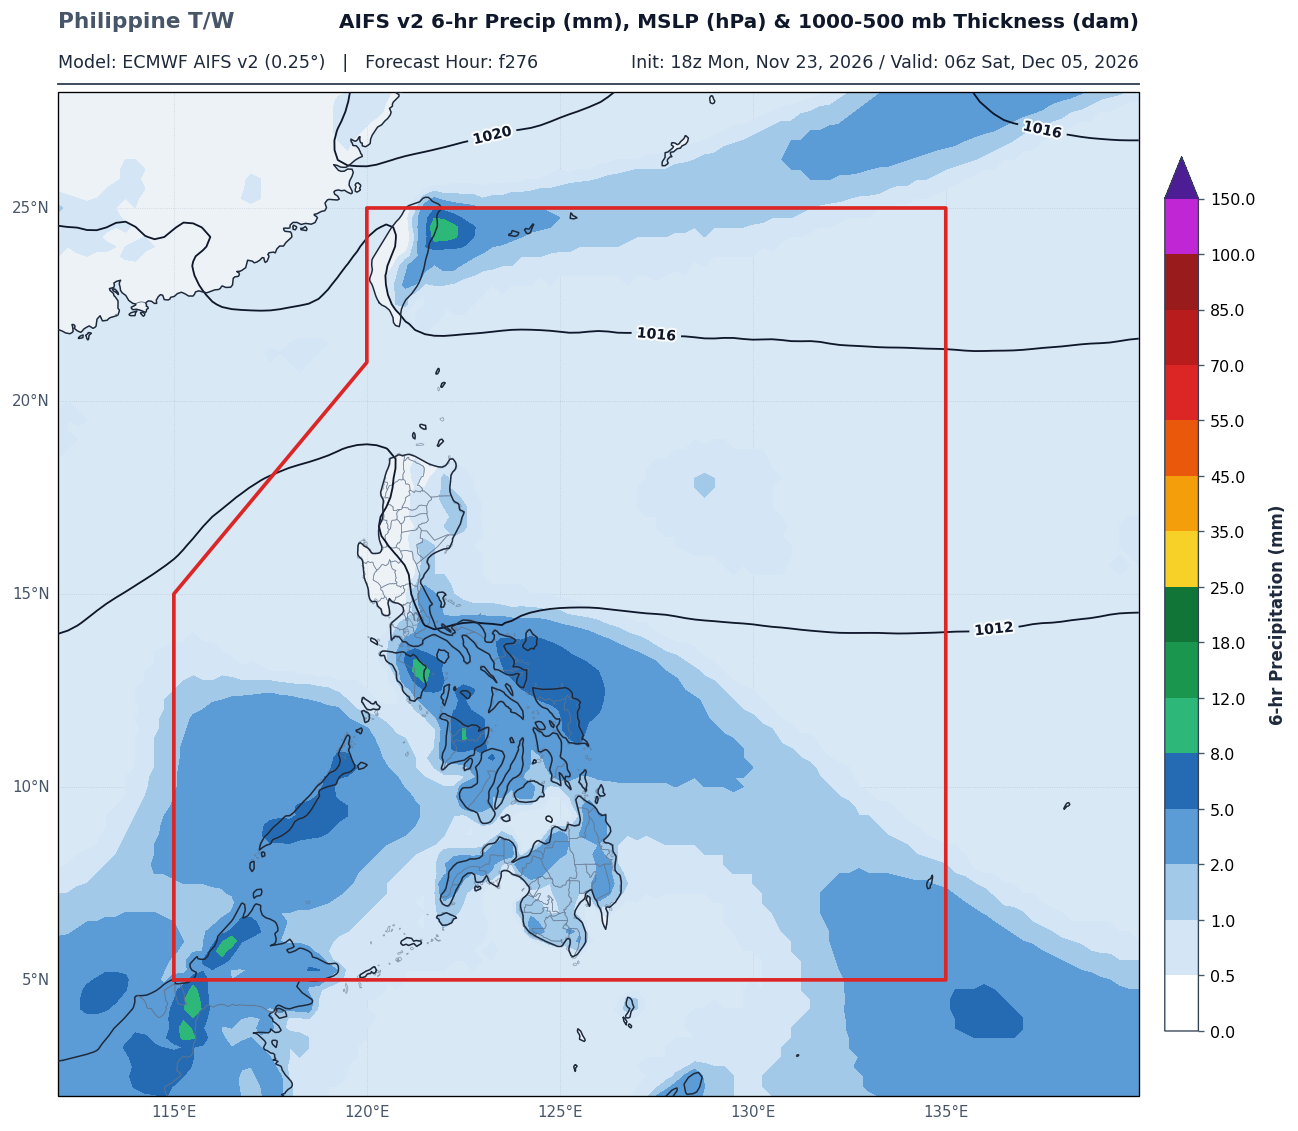 Philippine T/W
AIFS v2 6-hr Precip (mm), MSLP (hPa) & 1000-500 mb Thickness (dam)
Model: ECMWF AIFS v2 (0.25°) | Forecast Hour: f276
Init: 18z Mon, Nov 23, 2026 / Valid: 06z Sat, Dec 05, 2026
1020
1016
1016
1012
25°N
20°N
15°N
10°N
5°N
115°E
120°E
125°E
130°E
135°E
150.0
100.0
85.0
70.0
55.0
45.0
35.0
25.0
18.0
12.0
8.0
5.0
2.0
1.0
0.5
0.0
6-hr Precipitation (mm)